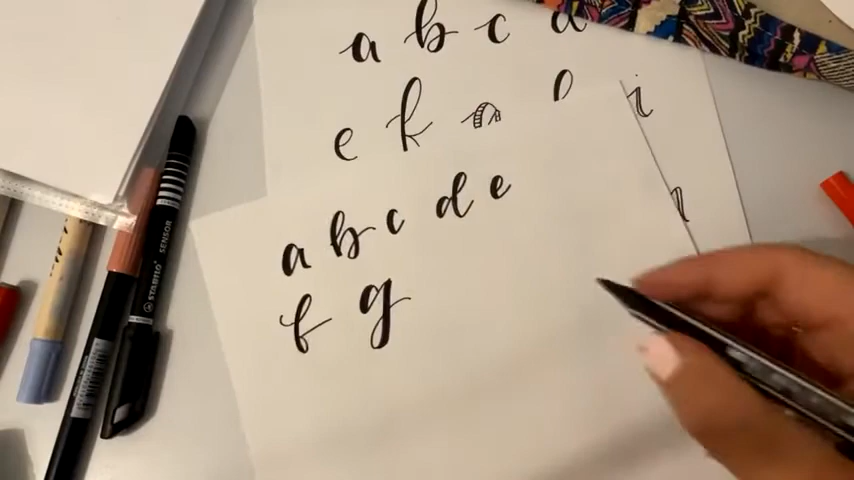 a b c d
e f
i
a b c d e
f g
STABILO SENSOR